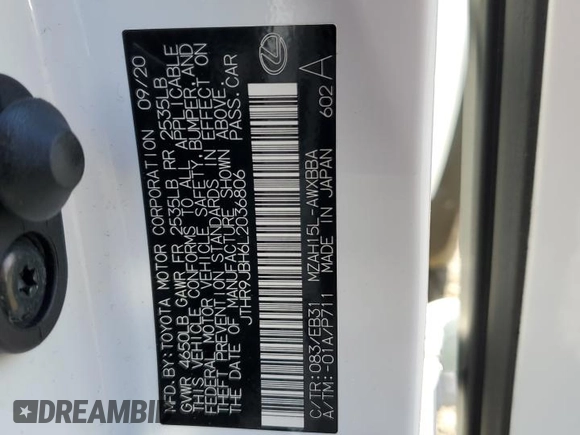 MFD. BY: TOYOTA MOTOR CORPORATION 09/20
GVWR 4650LB GAWR FR 2535LB RR 2535LB
THIS VEHICLE CONFORMS TO ALL APPLICABLE
FEDERAL MOTOR VEHICLE SAFETY, BUMPER, AND
THEFT PREVENTION STANDARDS IN EFFECT ON
THE DATE OF MANUFACTURE SHOWN ABOVE.
JTHR9JBH6L2036806 PASS. CAR
C/TR: 083/EB31 MZAH15L-AWXBBA
A/TM: -01A/P711 MADE IN JAPAN 602 A
DREAMBI